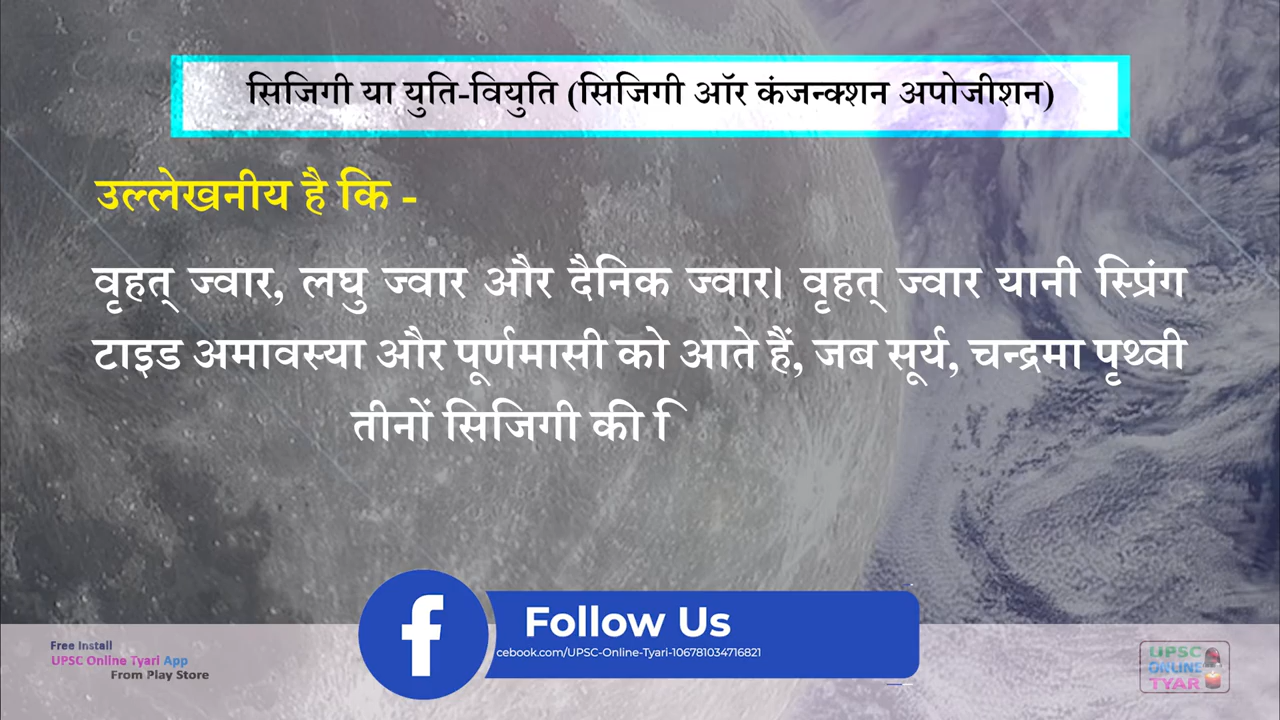 सिजिगी या युति-वियुति (सिजिगी ऑर कंजन्क्शन अपोजीशन)
उल्लेखनीय है कि -
वृहत् ज्वार, लघु ज्वार और दैनिक ज्वार। वृहत् ज्वार यानी स्प्रिंग
टाइड अमावस्या और पूर्णमासी को आते हैं, जब सूर्य, चन्द्रमा पृथ्वी
तीनों सिजिगी की ि
Follow Us
cebook.com/UPSC-Online-Tyari-106781034716821
Free Install
UPSC Online Tyari App
From Play Store
UPSC
ONLINE
TYARI